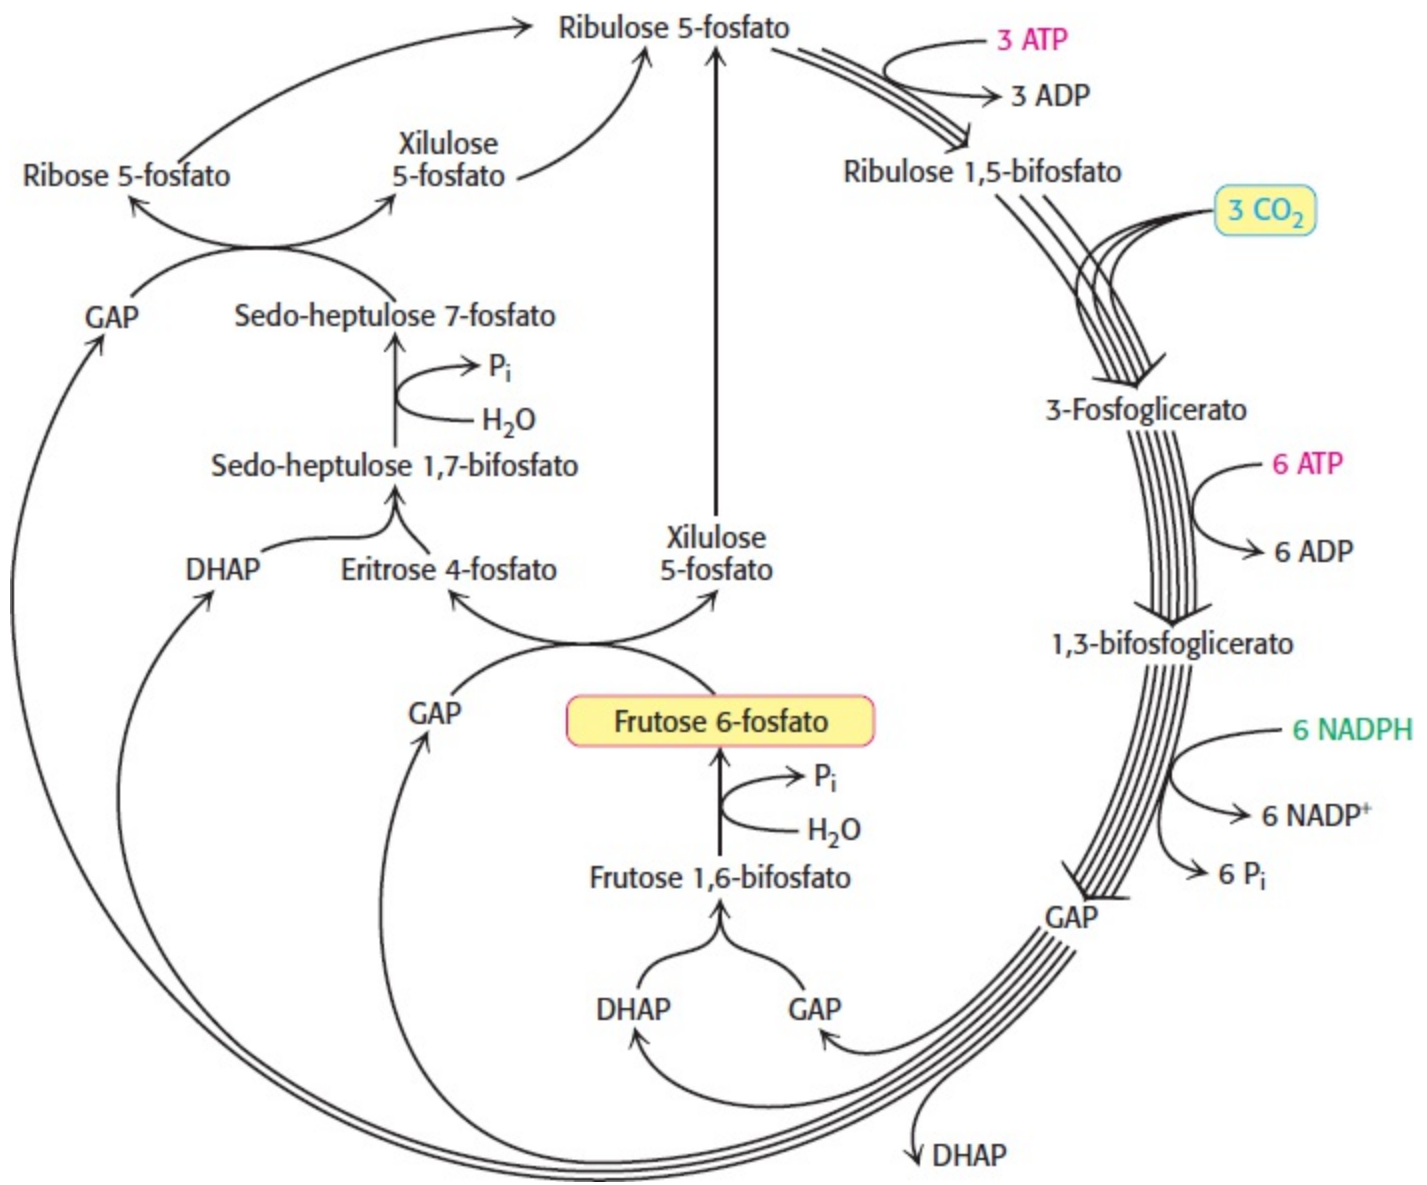 Ribulose 5-fosfato
3 ATP
3 ADP
Xilulose
5-fosfato
Ribose 5-fosfato
Ribulose 1,5-bifosfato
3 CO₂
GAP
Sedo-heptulose 7-fosfato
Pᵢ
H₂O
3-Fosfoglicerato
Sedo-heptulose 1,7-bifosfato
6 ATP
6 ADP
Xilulose
5-fosfato
DHAP
Eritrose 4-fosfato
1,3-bifosfoglicerato
GAP
Frutose 6-fosfato
6 NADPH
Pᵢ
H₂O
6 NADP⁺
6 Pᵢ
Frutose 1,6-bifosfato
GAP
DHAP
GAP
DHAP